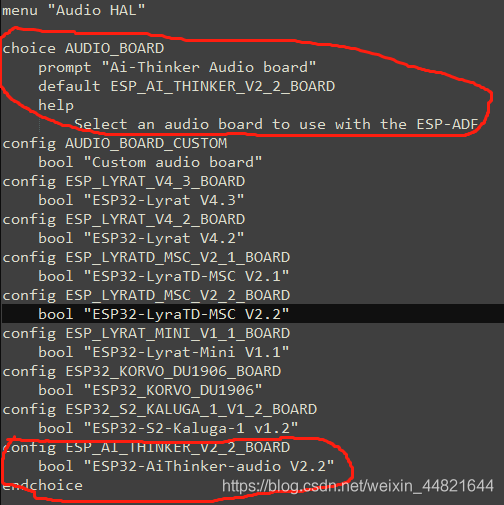 menu "Audio HAL"
choice AUDIO_BOARD
prompt "Ai-Thinker Audio board"
default ESP_AI_THINKER_V2_2_BOARD
help
Select an audio board to use with the ESP-ADF
config AUDIO_BOARD_CUSTOM
bool "Custom audio board"
config ESP_LYRAT_V4_3_BOARD
bool "ESP32-Lyrat V4.3"
config ESP_LYRAT_V4_2_BOARD
bool "ESP32-Lyrat V4.2"
config ESP_LYRATD_MSC_V2_1_BOARD
bool "ESP32-LyraTD-MSC V2.1"
config ESP_LYRATD_MSC_V2_2_BOARD
bool "ESP32-LyraTD-MSC V2.2"
config ESP_LYRAT_MINI_V1_1_BOARD
bool "ESP32-Lyrat-Mini V1.1"
config ESP32_KORVO_DU1906_BOARD
bool "ESP32_KORVO_DU1906"
config ESP32_S2_KALUGA_1_V1_2_BOARD
bool "ESP32-S2-Kaluga-1 v1.2"
config ESP_AI_THINKER_V2_2_BOARD
bool "ESP32-AiThinker-audio V2.2"
endchoice
https://blog.csdn.net/weixin_44821644